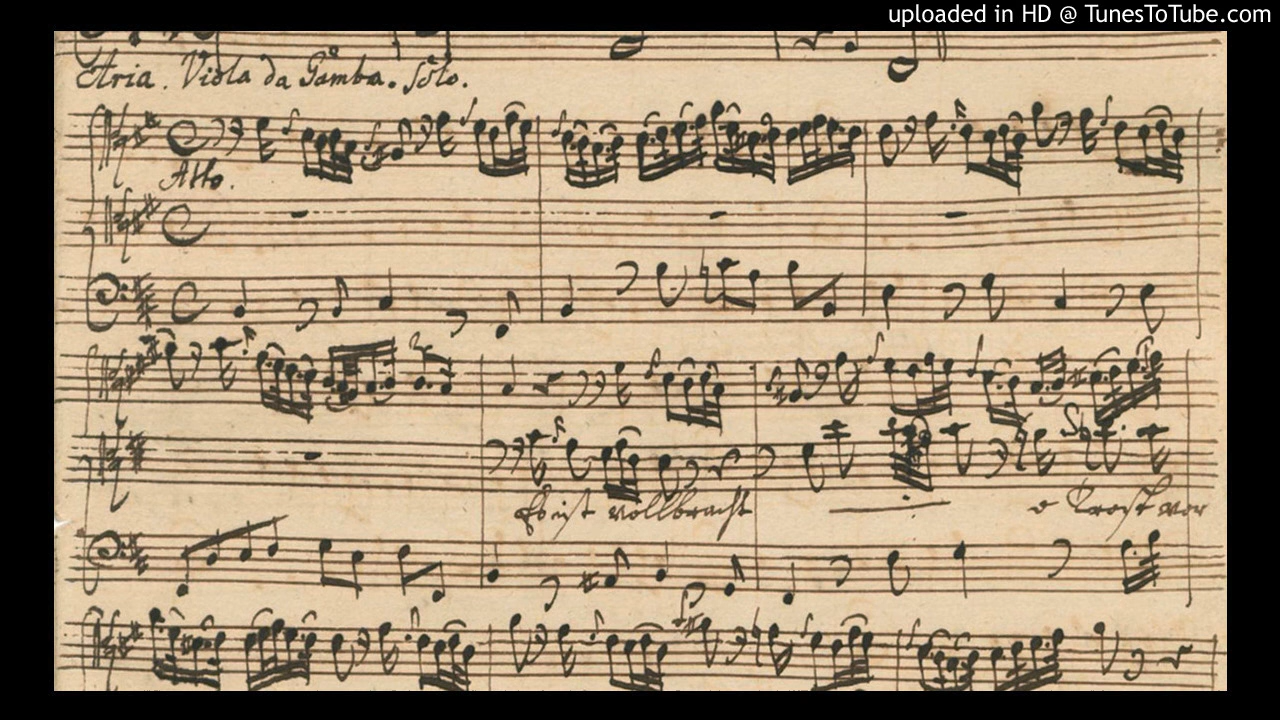 uploaded in HD @ TunesToTube.com
Aria. Viola da Gamba. solo.
Alto.
Es ist vollbracht
o Trost vor